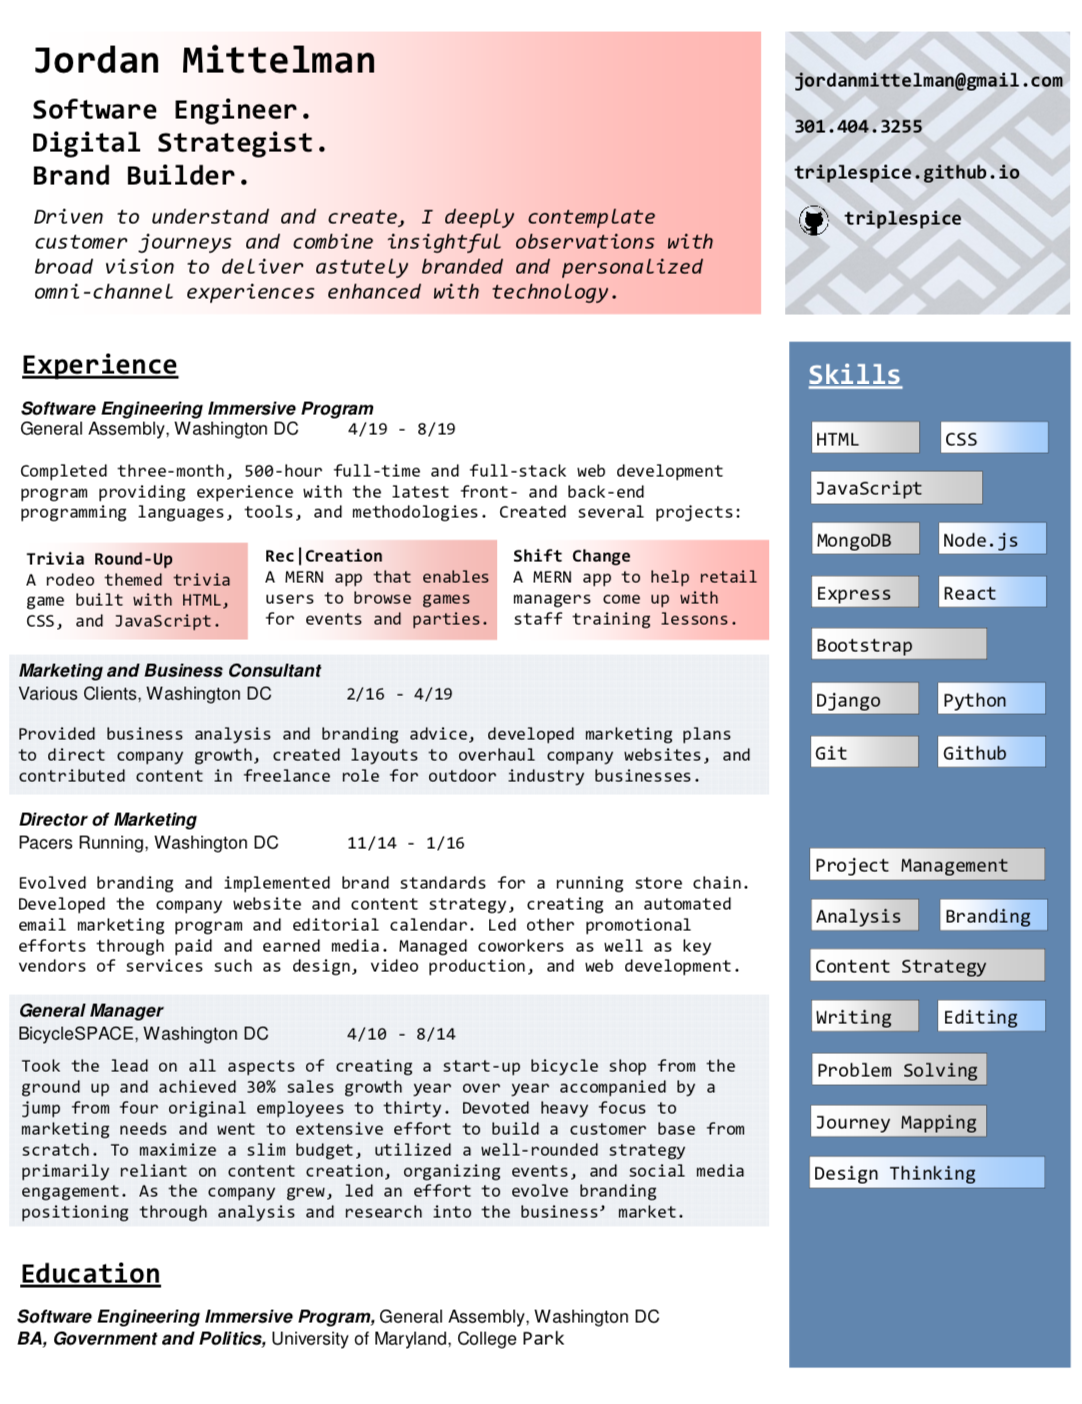 Jordan Mittelman
Software Engineer.
Digital Strategist.
Brand Builder.
Driven to understand and create, I deeply contemplate
customer journeys and combine insightful observations with
broad vision to deliver astutely branded and personalized
omni-channel experiences enhanced with technology.
jordanmittelman@gmail.com
301.404.3255
triplespice.github.io
triplespice
Experience
Software Engineering Immersive Program
General Assembly, Washington DC 4/19 - 8/19
Completed three-month, 500-hour full-time and full-stack web development
program providing experience with the latest front- and back-end
programming languages, tools, and methodologies. Created several projects:
Trivia Round-Up
A rodeo themed trivia
game built with HTML,
CSS, and JavaScript.
Rec|Creation
A MERN app that enables
users to browse games
for events and parties.
Shift Change
A MERN app to help retail
managers come up with
staff training lessons.
Marketing and Business Consultant
Various Clients, Washington DC 2/16 - 4/19
Provided business analysis and branding advice, developed marketing plans
to direct company growth, created layouts to overhaul company websites, and
contributed content in freelance role for outdoor industry businesses.
Director of Marketing
Pacers Running, Washington DC 11/14 - 1/16
Evolved branding and implemented brand standards for a running store chain.
Developed the company website and content strategy, creating an automated
email marketing program and editorial calendar. Led other promotional
efforts through paid and earned media. Managed coworkers as well as key
vendors of services such as design, video production, and web development.
General Manager
BicycleSPACE, Washington DC 4/10 - 8/14
Took the lead on all aspects of creating a start-up bicycle shop from the
ground up and achieved 30% sales growth year over year accompanied by a
jump from four original employees to thirty. Devoted heavy focus to
marketing needs and went to extensive effort to build a customer base from
scratch. To maximize a slim budget, utilized a well-rounded strategy
primarily reliant on content creation, organizing events, and social media
engagement. As the company grew, led an effort to evolve branding
positioning through analysis and research into the business’ market.
Education
Software Engineering Immersive Program, General Assembly, Washington DC
BA, Government and Politics, University of Maryland, College Park
Skills
HTML CSS
JavaScript
MongoDB Node.js
Express React
Bootstrap
Django Python
Git Github
Project Management
Analysis Branding
Content Strategy
Writing Editing
Problem Solving
Journey Mapping
Design Thinking